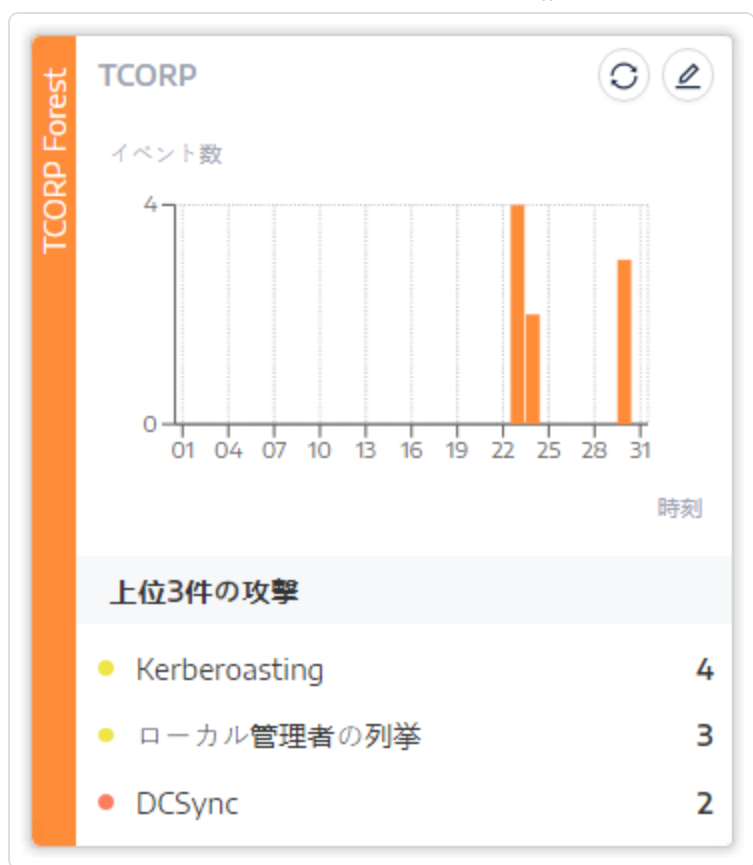 TCORP Forest
TCORP
イベント数
4
0
01 04 07 10 13 16 19 22 25 28 31
時刻
上位3件の攻撃
Kerberoasting 4
ローカル管理者の列挙 3
DCSync 2